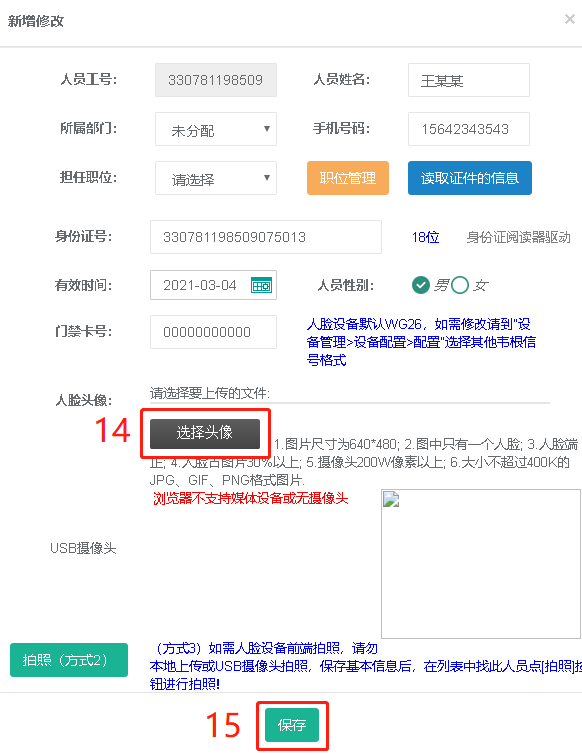 新增修改 ×
人员工号: 330781198509 人员姓名: 王某某
所属部门: 未分配 手机号码: 15642343543
担任职位: 请选择 职位管理 读取证件的信息
身份证号: 330781198509075013 18位 身份证阅读器驱动
有效时间: 2021-03-04 人员性别: 男 女
门禁卡号: 00000000000 人脸设备默认WG26，如需修改请到"设
备管理>设备配置>配置"选择其他韦根信
号格式
人脸头像: 请选择要上传的文件:
14 选择头像 1.图片尺寸为640*480; 2.图中只有一个人脸; 3.人脸端
正; 4.人脸占图片30%以上; 5.摄像头200W像素以上; 6.大小不超过400K的
JPG、GIF、PNG格式图片.
浏览器不支持媒体设备或无摄像头
USB摄像头
拍照（方式2） （方式3）如需人脸设备前端拍照，请勿
本地上传或USB摄像头拍照，保存基本信息后，在列表中找此人员点[拍照]按
钮进行拍照!
15 保存